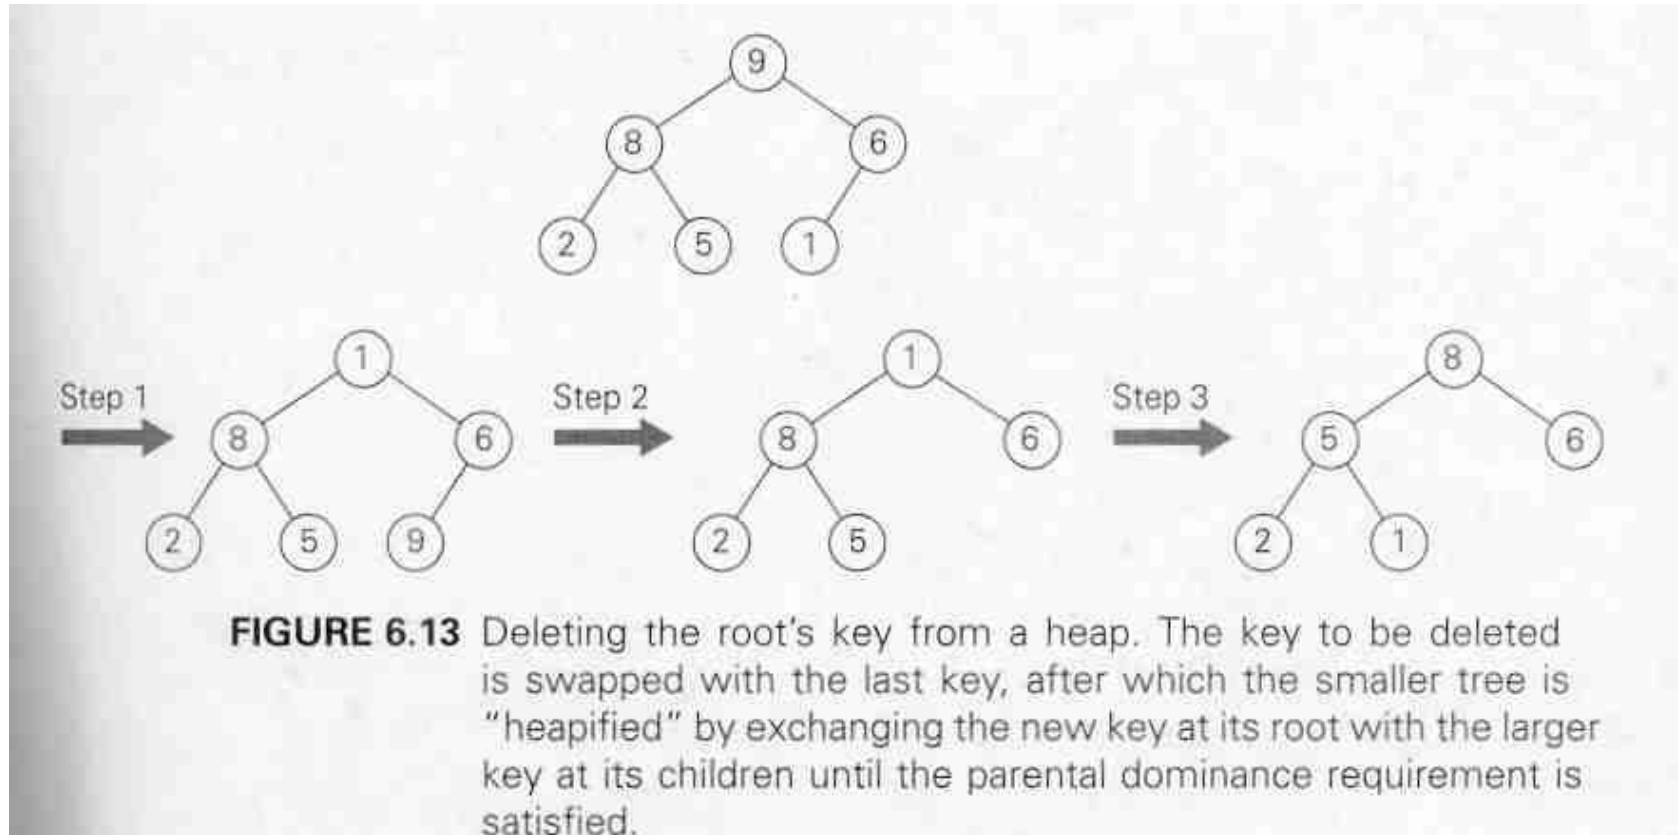 9
8 6
2 5 1
1 1 8
Step 1 Step 2 Step 3
8 6 8 6 5 6
2 5 9 2 5 2 1
FIGURE 6.13 Deleting the root's key from a heap. The key to be deleted
is swapped with the last key, after which the smaller tree is
"heapified" by exchanging the new key at its root with the larger
key at its children until the parental dominance requirement is
satisfied.